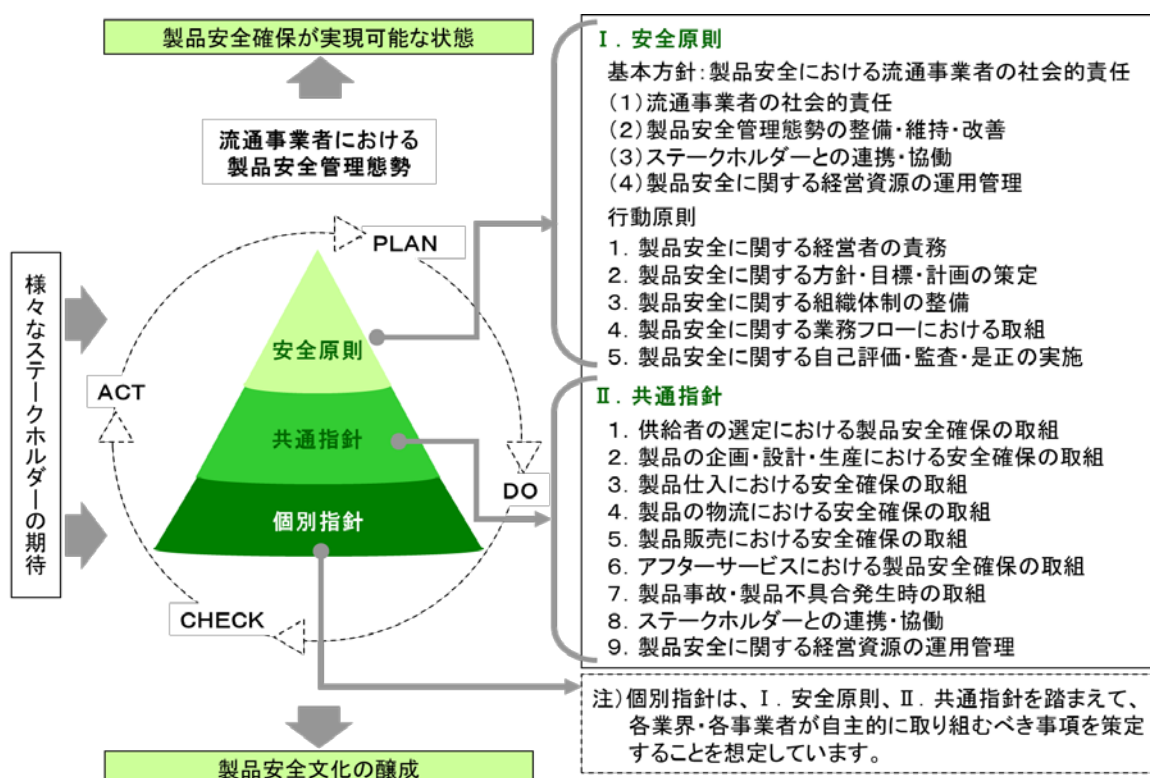 製品安全確保が実現可能な状態
流通事業者における
製品安全管理態勢
様々なステークホルダーの期待
PLAN
DO
CHECK
ACT
安全原則
共通指針
個別指針
製品安全文化の醸成
Ⅰ．安全原則
基本方針：製品安全における流通事業者の社会的責任
（１）流通事業者の社会的責任
（２）製品安全管理態勢の整備・維持・改善
（３）ステークホルダーとの連携・協働
（４）製品安全に関する経営資源の運用管理
行動原則
１．製品安全に関する経営者の責務
２．製品安全に関する方針・目標・計画の策定
３．製品安全に関する組織体制の整備
４．製品安全に関する業務フローにおける取組
５．製品安全に関する自己評価・監査・是正の実施
Ⅱ．共通指針
１．供給者の選定における製品安全確保の取組
２．製品の企画・設計・生産における安全確保の取組
３．製品仕入における安全確保の取組
４．製品の物流における安全確保の取組
５．製品販売における安全確保の取組
６．アフターサービスにおける製品安全確保の取組
７．製品事故・製品不具合発生時の取組
８．ステークホルダーとの連携・協働
９．製品安全に関する経営資源の運用管理
注）個別指針は、Ⅰ．安全原則、Ⅱ．共通指針を踏まえて、
各業界・各事業者が自主的に取り組むべき事項を策定
することを想定しています。